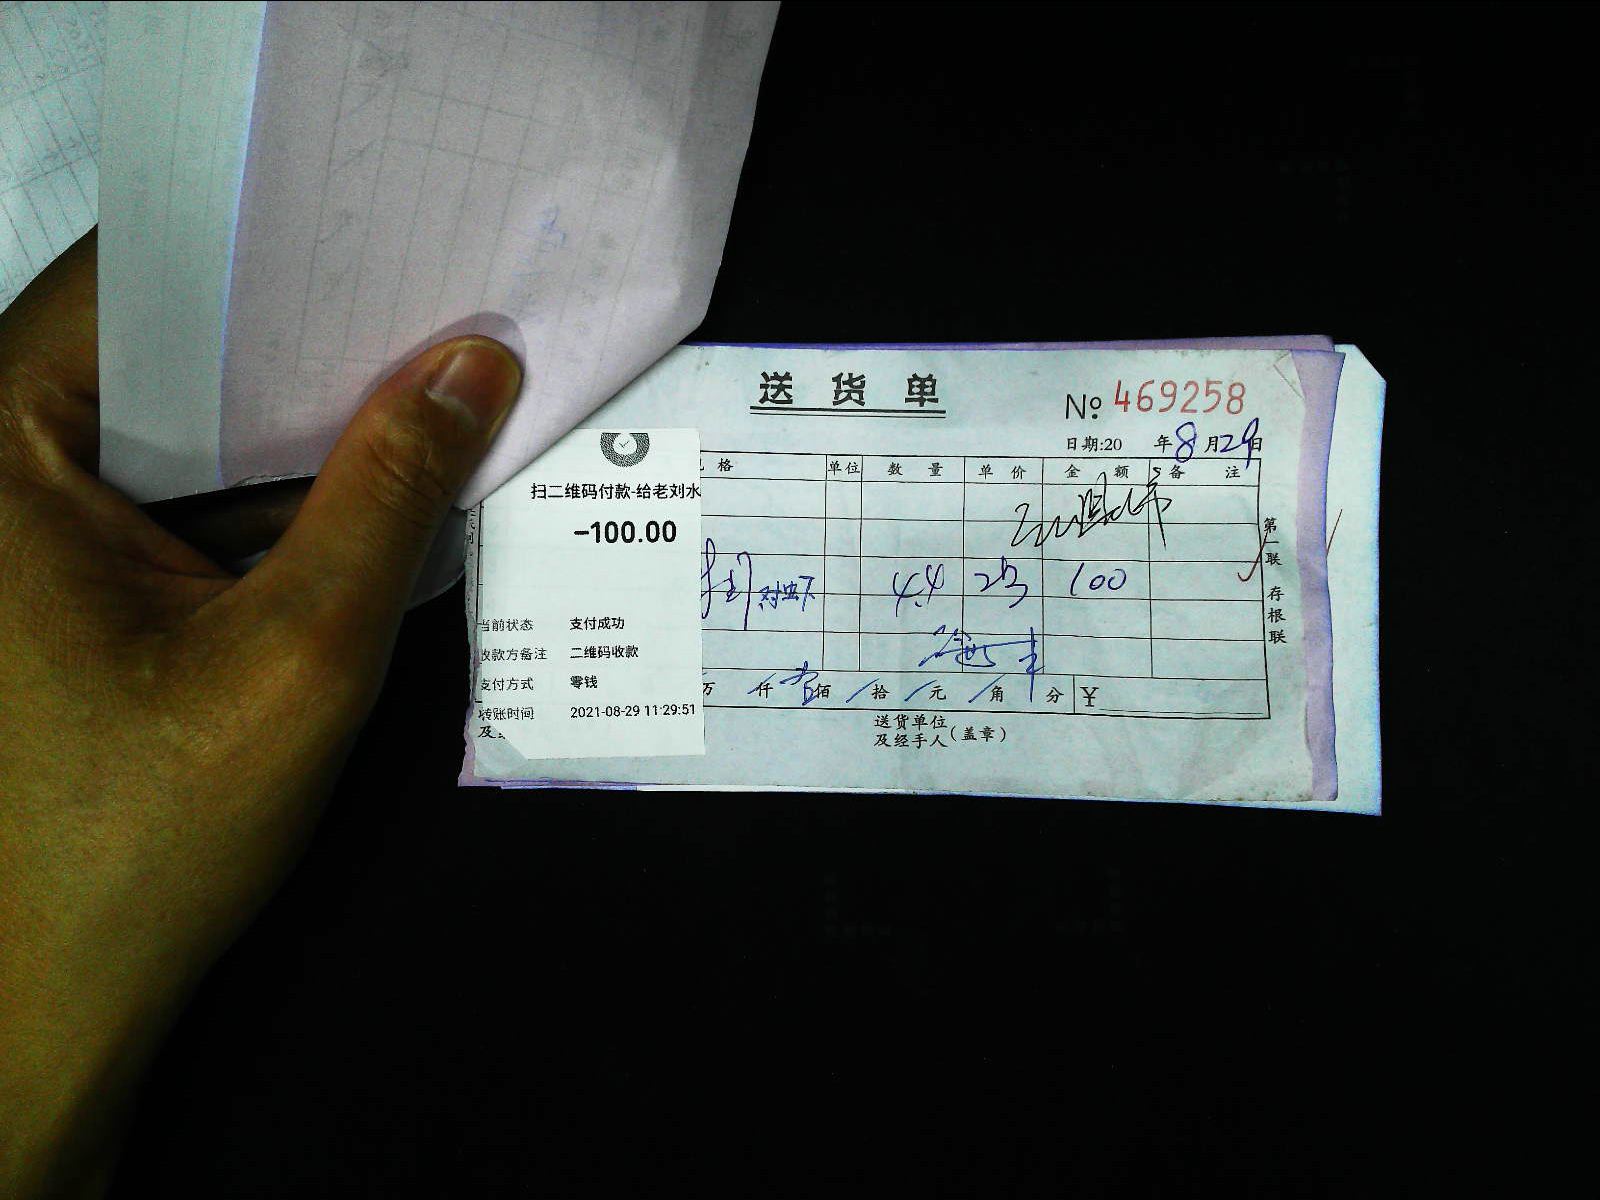 送货单
№ 469258
日期:20 年8月29日
格 单位 数量 单价 金额 备注
扫二维码付款-给老刘水
-100.00
对虾 4.4 23 100
当前状态 支付成功
收款方备注 二维码收款
支付方式 零钱
转账时间 2021-08-29 11:29:51
万 仟 壹佰 / 拾 / 元 / 角 分 ¥
送货单位
及经手人(盖章)
第一联 存根联